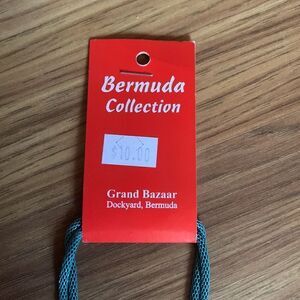 Bermuda
Collection
$10.00
Grand Bazaar
Dockyard, Bermuda